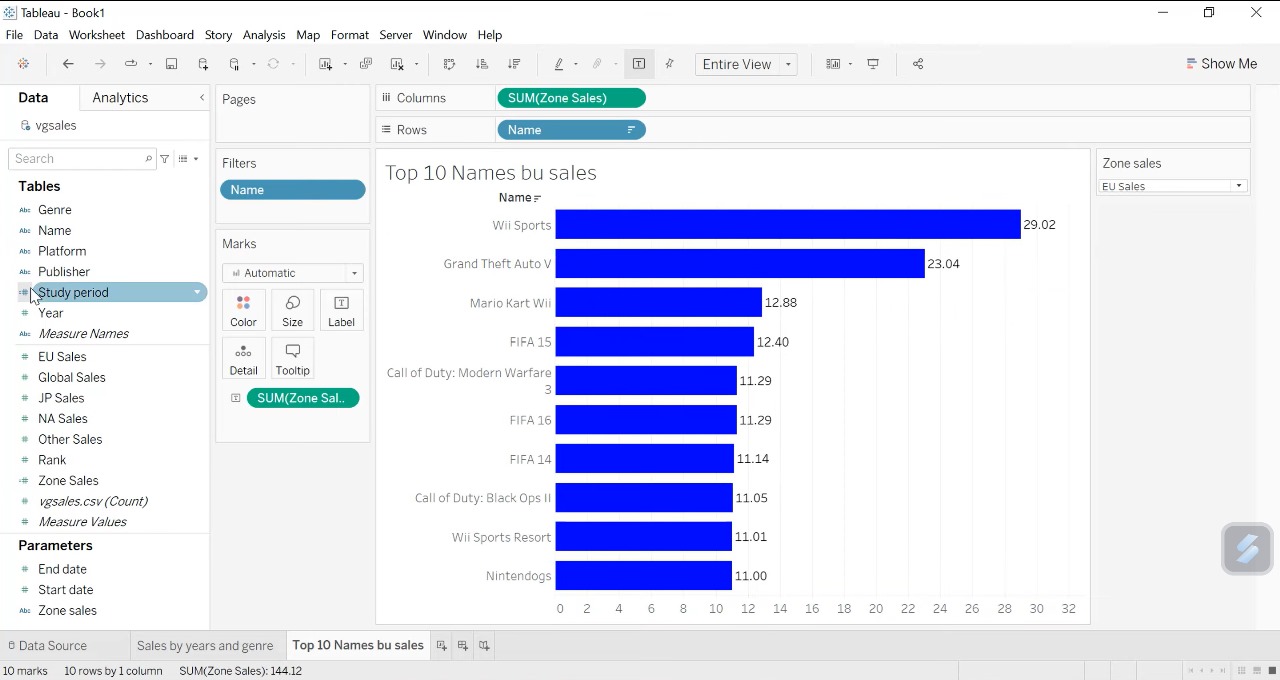 Tableau - Book1
File Data Worksheet Dashboard Story Analysis Map Format Server Window Help
Entire View
Show Me
Data Analytics
vgsales
Search
Tables
Abc Genre
Abc Name
Abc Platform
Abc Publisher
Study period
# Year
Abc Measure Names
# EU Sales
# Global Sales
# JP Sales
# NA Sales
# Other Sales
# Rank
=# Zone Sales
# vgsales.csv (Count)
# Measure Values
Parameters
# End date
# Start date
Abc Zone sales
Pages
Filters
Name
Marks
Automatic
Color Size Label
Detail Tooltip
SUM(Zone Sal..
Columns SUM(Zone Sales)
Rows Name
Top 10 Names bu sales
Name
Wii Sports 29.02
Grand Theft Auto V 23.04
Mario Kart Wii 12.88
FIFA 15 12.40
Call of Duty: Modern Warfare
3 11.29
FIFA 16 11.29
FIFA 14 11.14
Call of Duty: Black Ops II 11.05
Wii Sports Resort 11.01
Nintendogs 11.00
0 2 4 6 8 10 12 14 16 18 20 22 24 26 28 30 32
Zone sales
EU Sales
Data Source Sales by years and genre Top 10 Names bu sales
10 marks 10 rows by 1 column SUM(Zone Sales): 144.12